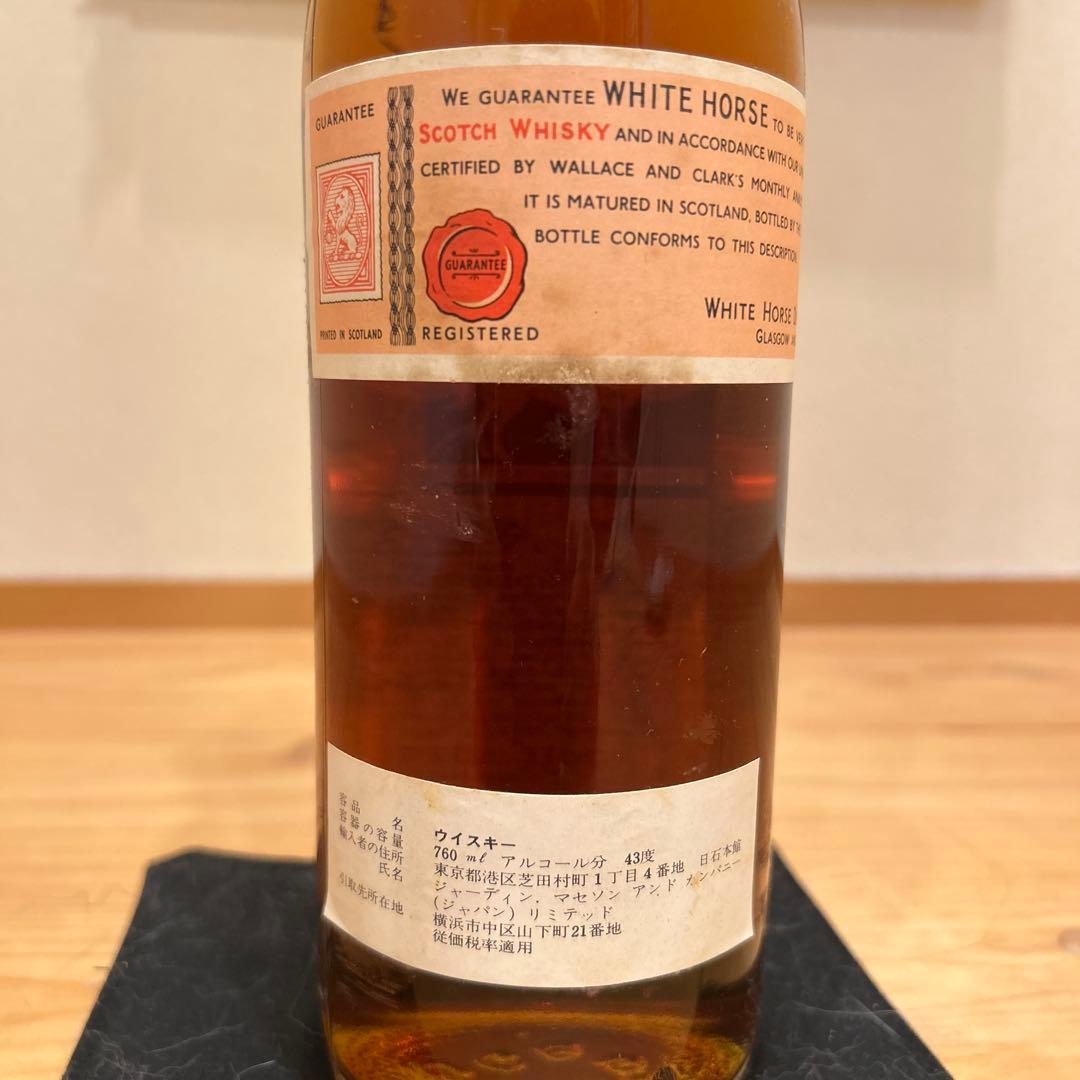 GUARANTEE
PRINTED IN SCOTLAND
WE GUARANTEE WHITE HORSE TO BE
SCOTCH WHISKY AND IN ACCORDANCE WITH OUR
CERTIFIED BY WALLACE AND CLARK'S MONTHLY
IT IS MATURED IN SCOTLAND, BOTTLED BY
BOTTLE CONFORMS TO THIS DESCRIPTION
GUARANTEE
REGISTERED
WHITE HORSE
GLASGOW
品名 ウイスキー
容器の容量 760 ml アルコール分 43度
輸入者の住所 東京都港区芝田村町1丁目4番地 日石本館
氏名 ジャーディン.マセソン アンド カンパニー
(ジャパン) リミテッド
引取先所在地 横浜市中区山下町21番地
従価税率適用